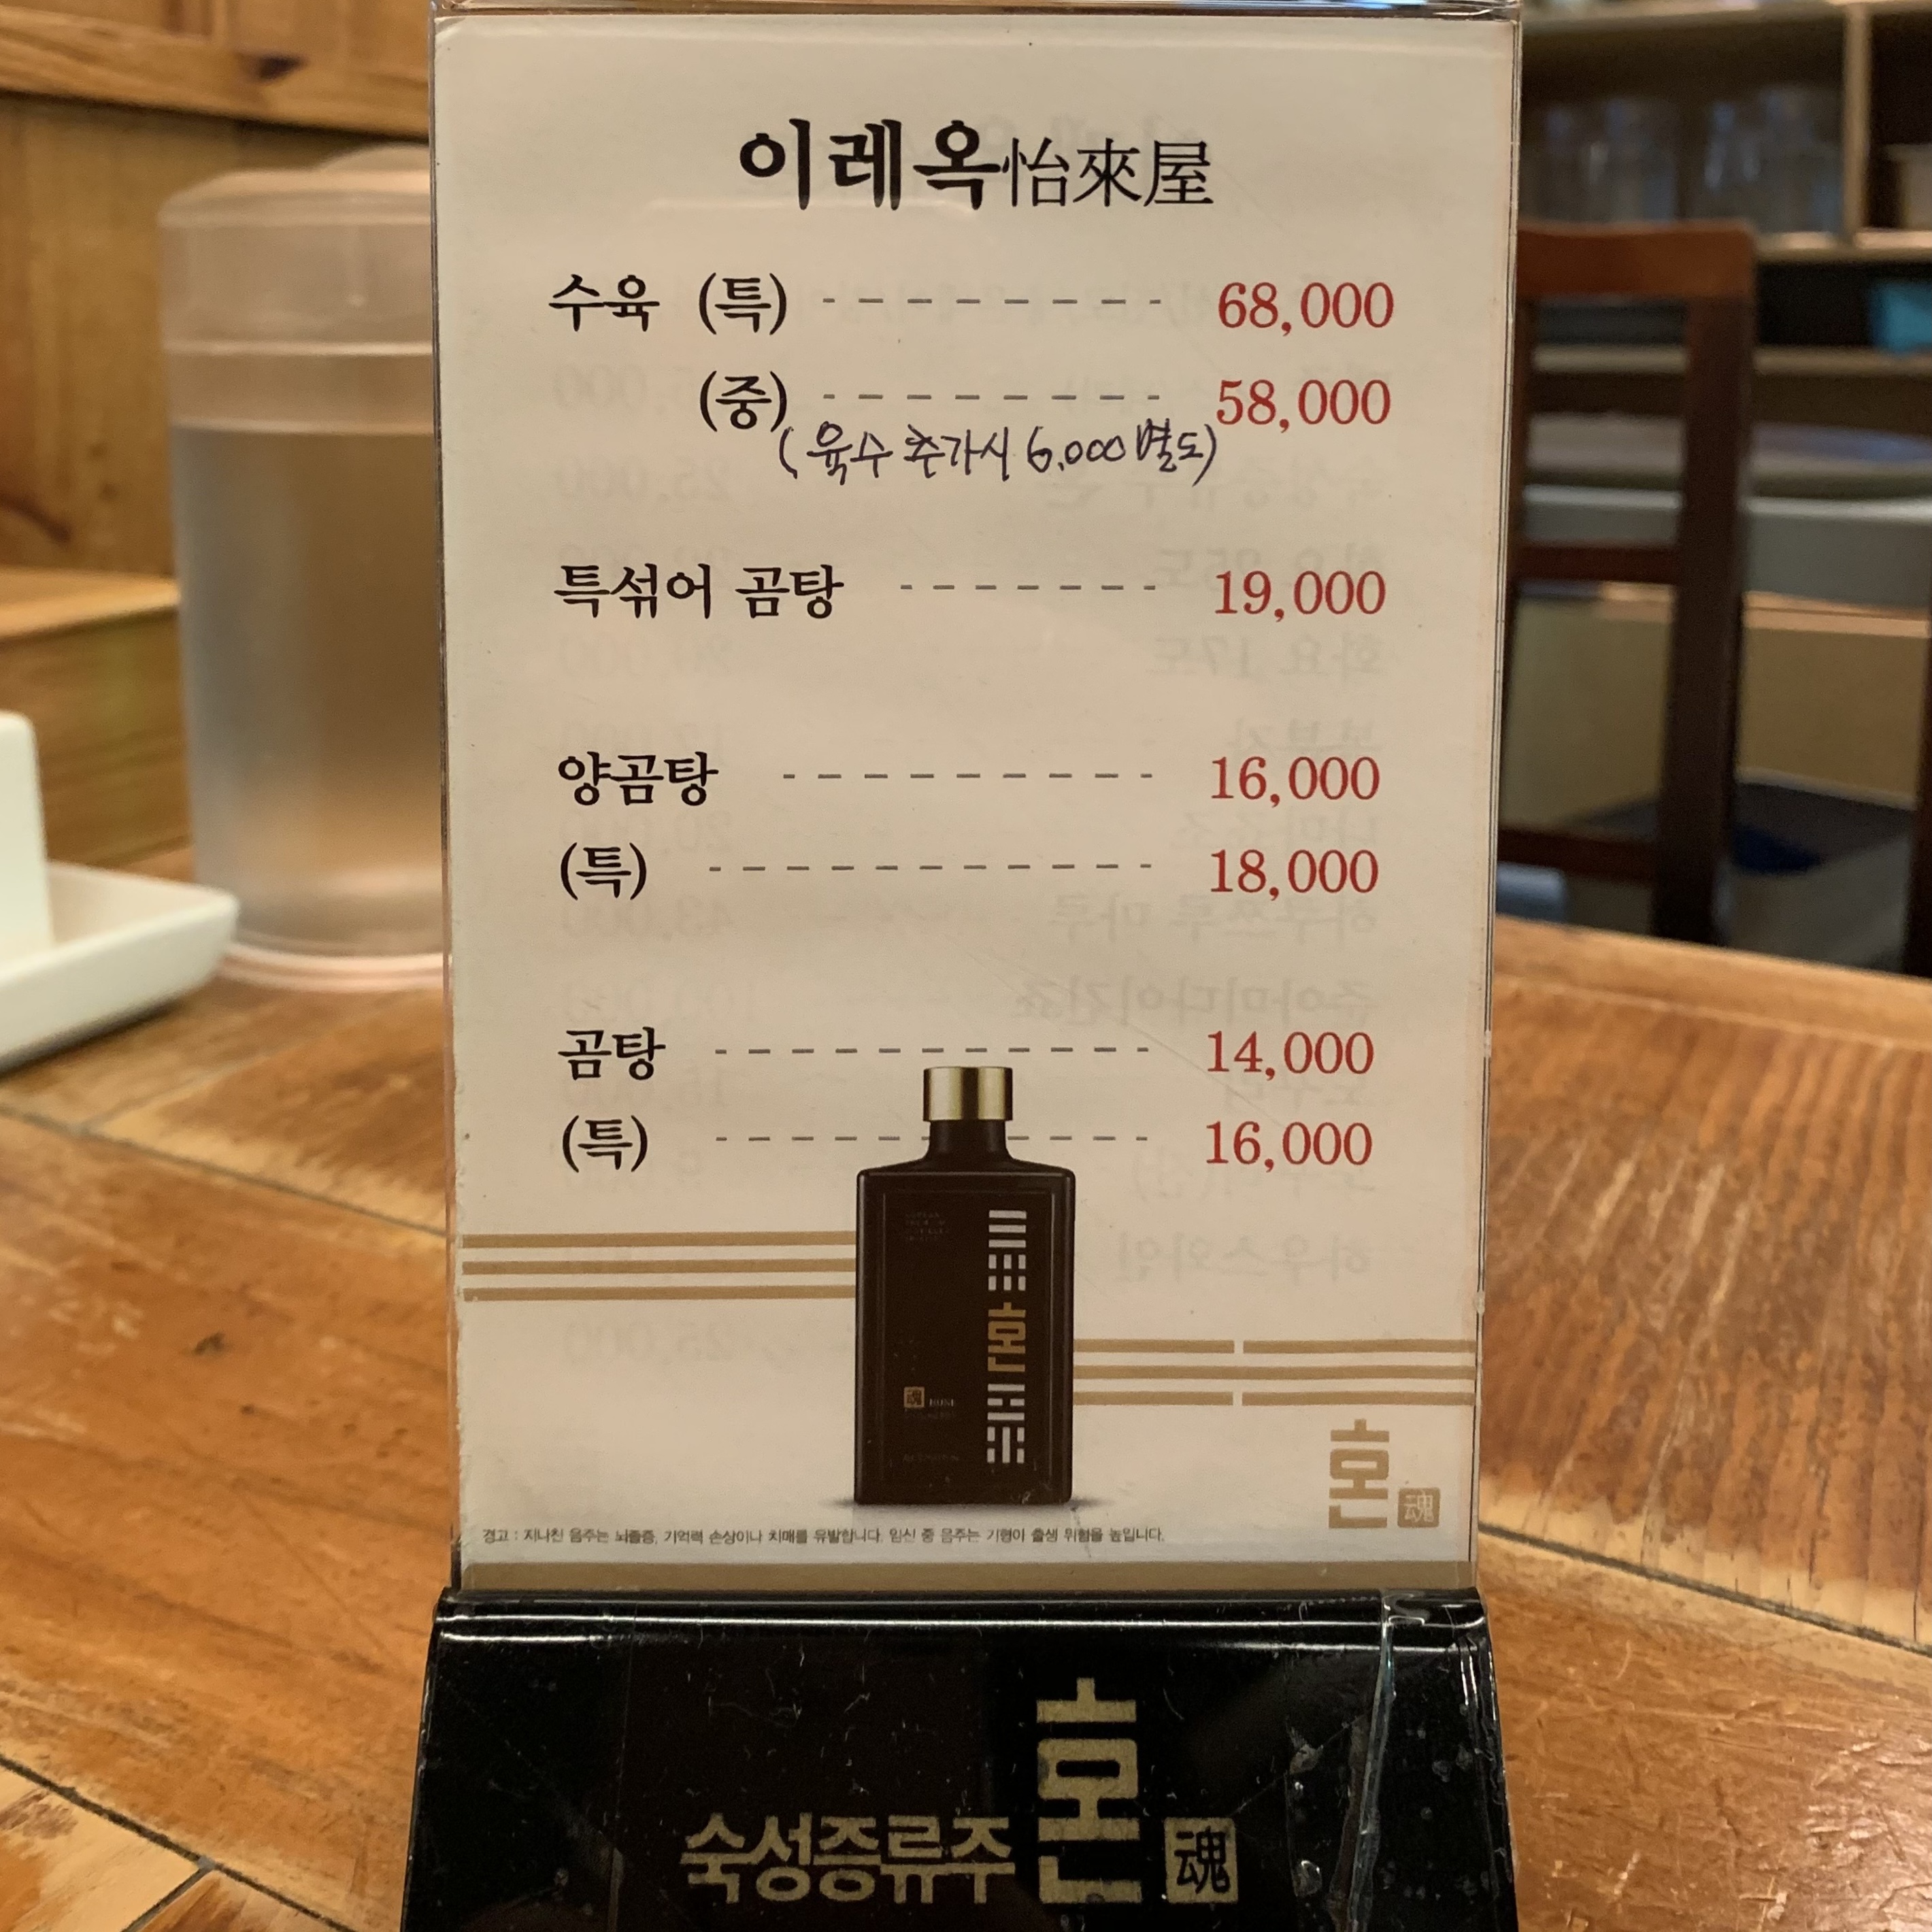 이레옥怡來屋
수육 (특) - - - - - - - - - 68,000
(중) - - - - - - - - - 58,000
(육수 추가시 6,000 별도)
특섞어 곰탕 - - - - - - - 19,000
양곰탕 - - - - - - - - - - 16,000
(특) - - - - - - - - - - - - 18,000
곰탕 - - - - - - - - - - - - 14,000
(특) - - - - - - - - - - - - 16,000
혼
魂
혼 魂
경고 : 지나친 음주는 뇌졸증, 기억력 손상이나 치매를 유발합니다. 임신 중 음주는 기형아 출생 위험을 높입니다.
숙성증류주 혼 魂